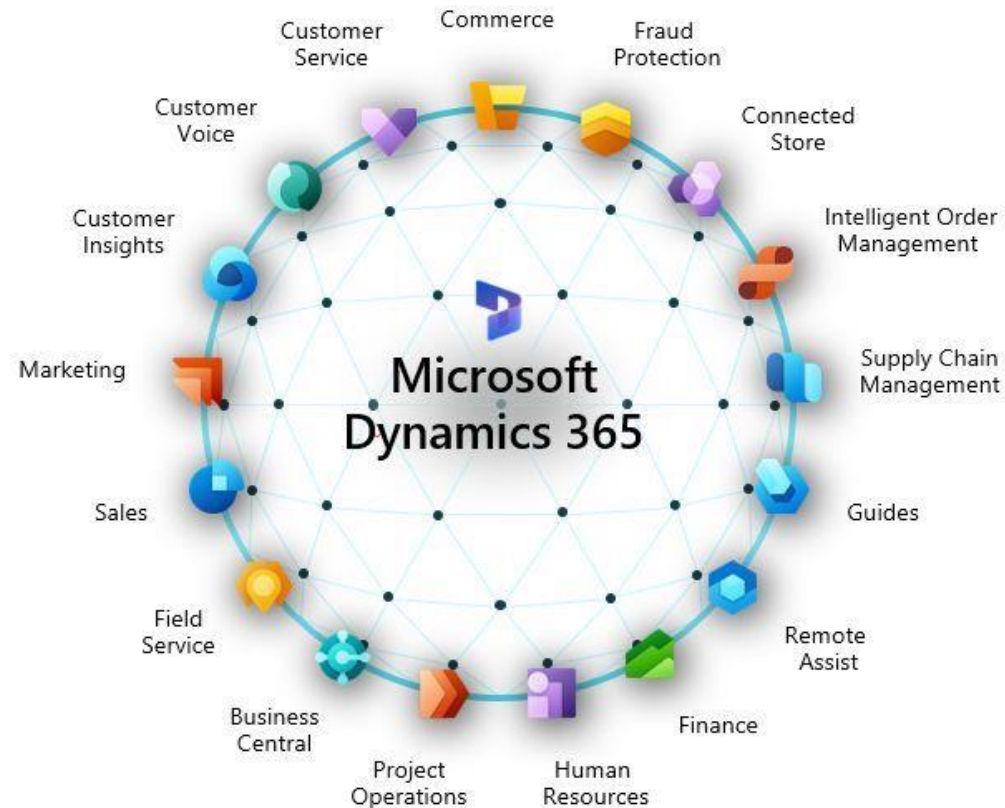 Commerce
Customer
Service
Fraud
Protection
Customer
Voice
Connected
Store
Customer
Insights
Intelligent Order
Management
Marketing
Microsoft
Dynamics 365
Supply Chain
Management
Sales
Guides
Field
Service
Remote
Assist
Business
Central
Finance
Project
Operations
Human
Resources